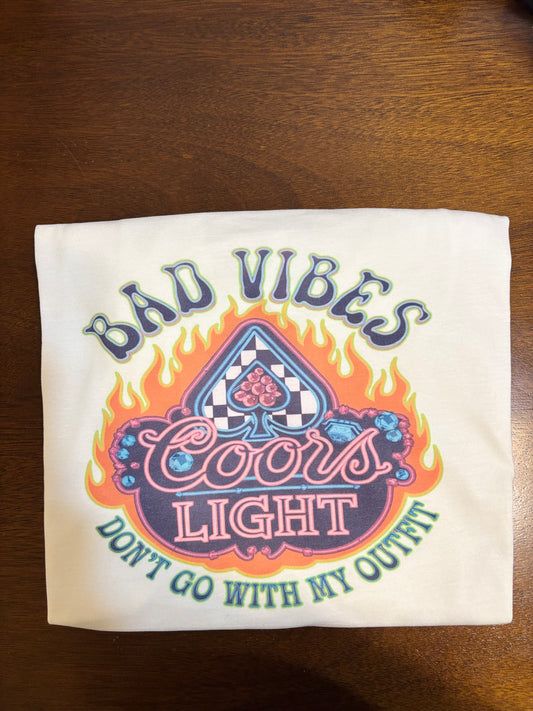 BAD VIBES
Coors
LIGHT
DON'T GO WITH MY OUTFIT